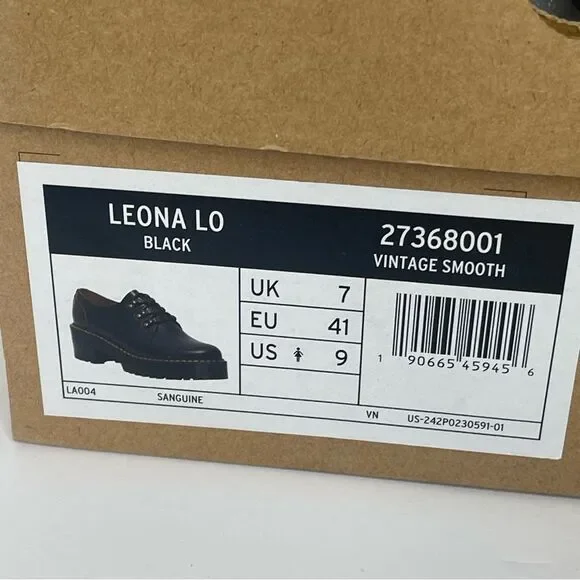 LEONA LO
BLACK
27368001
VINTAGE SMOOTH
UK 7
EU 41
US 9
1 90665 45945 6
LA004
SANGUINE
VN
US-242P0230591-01